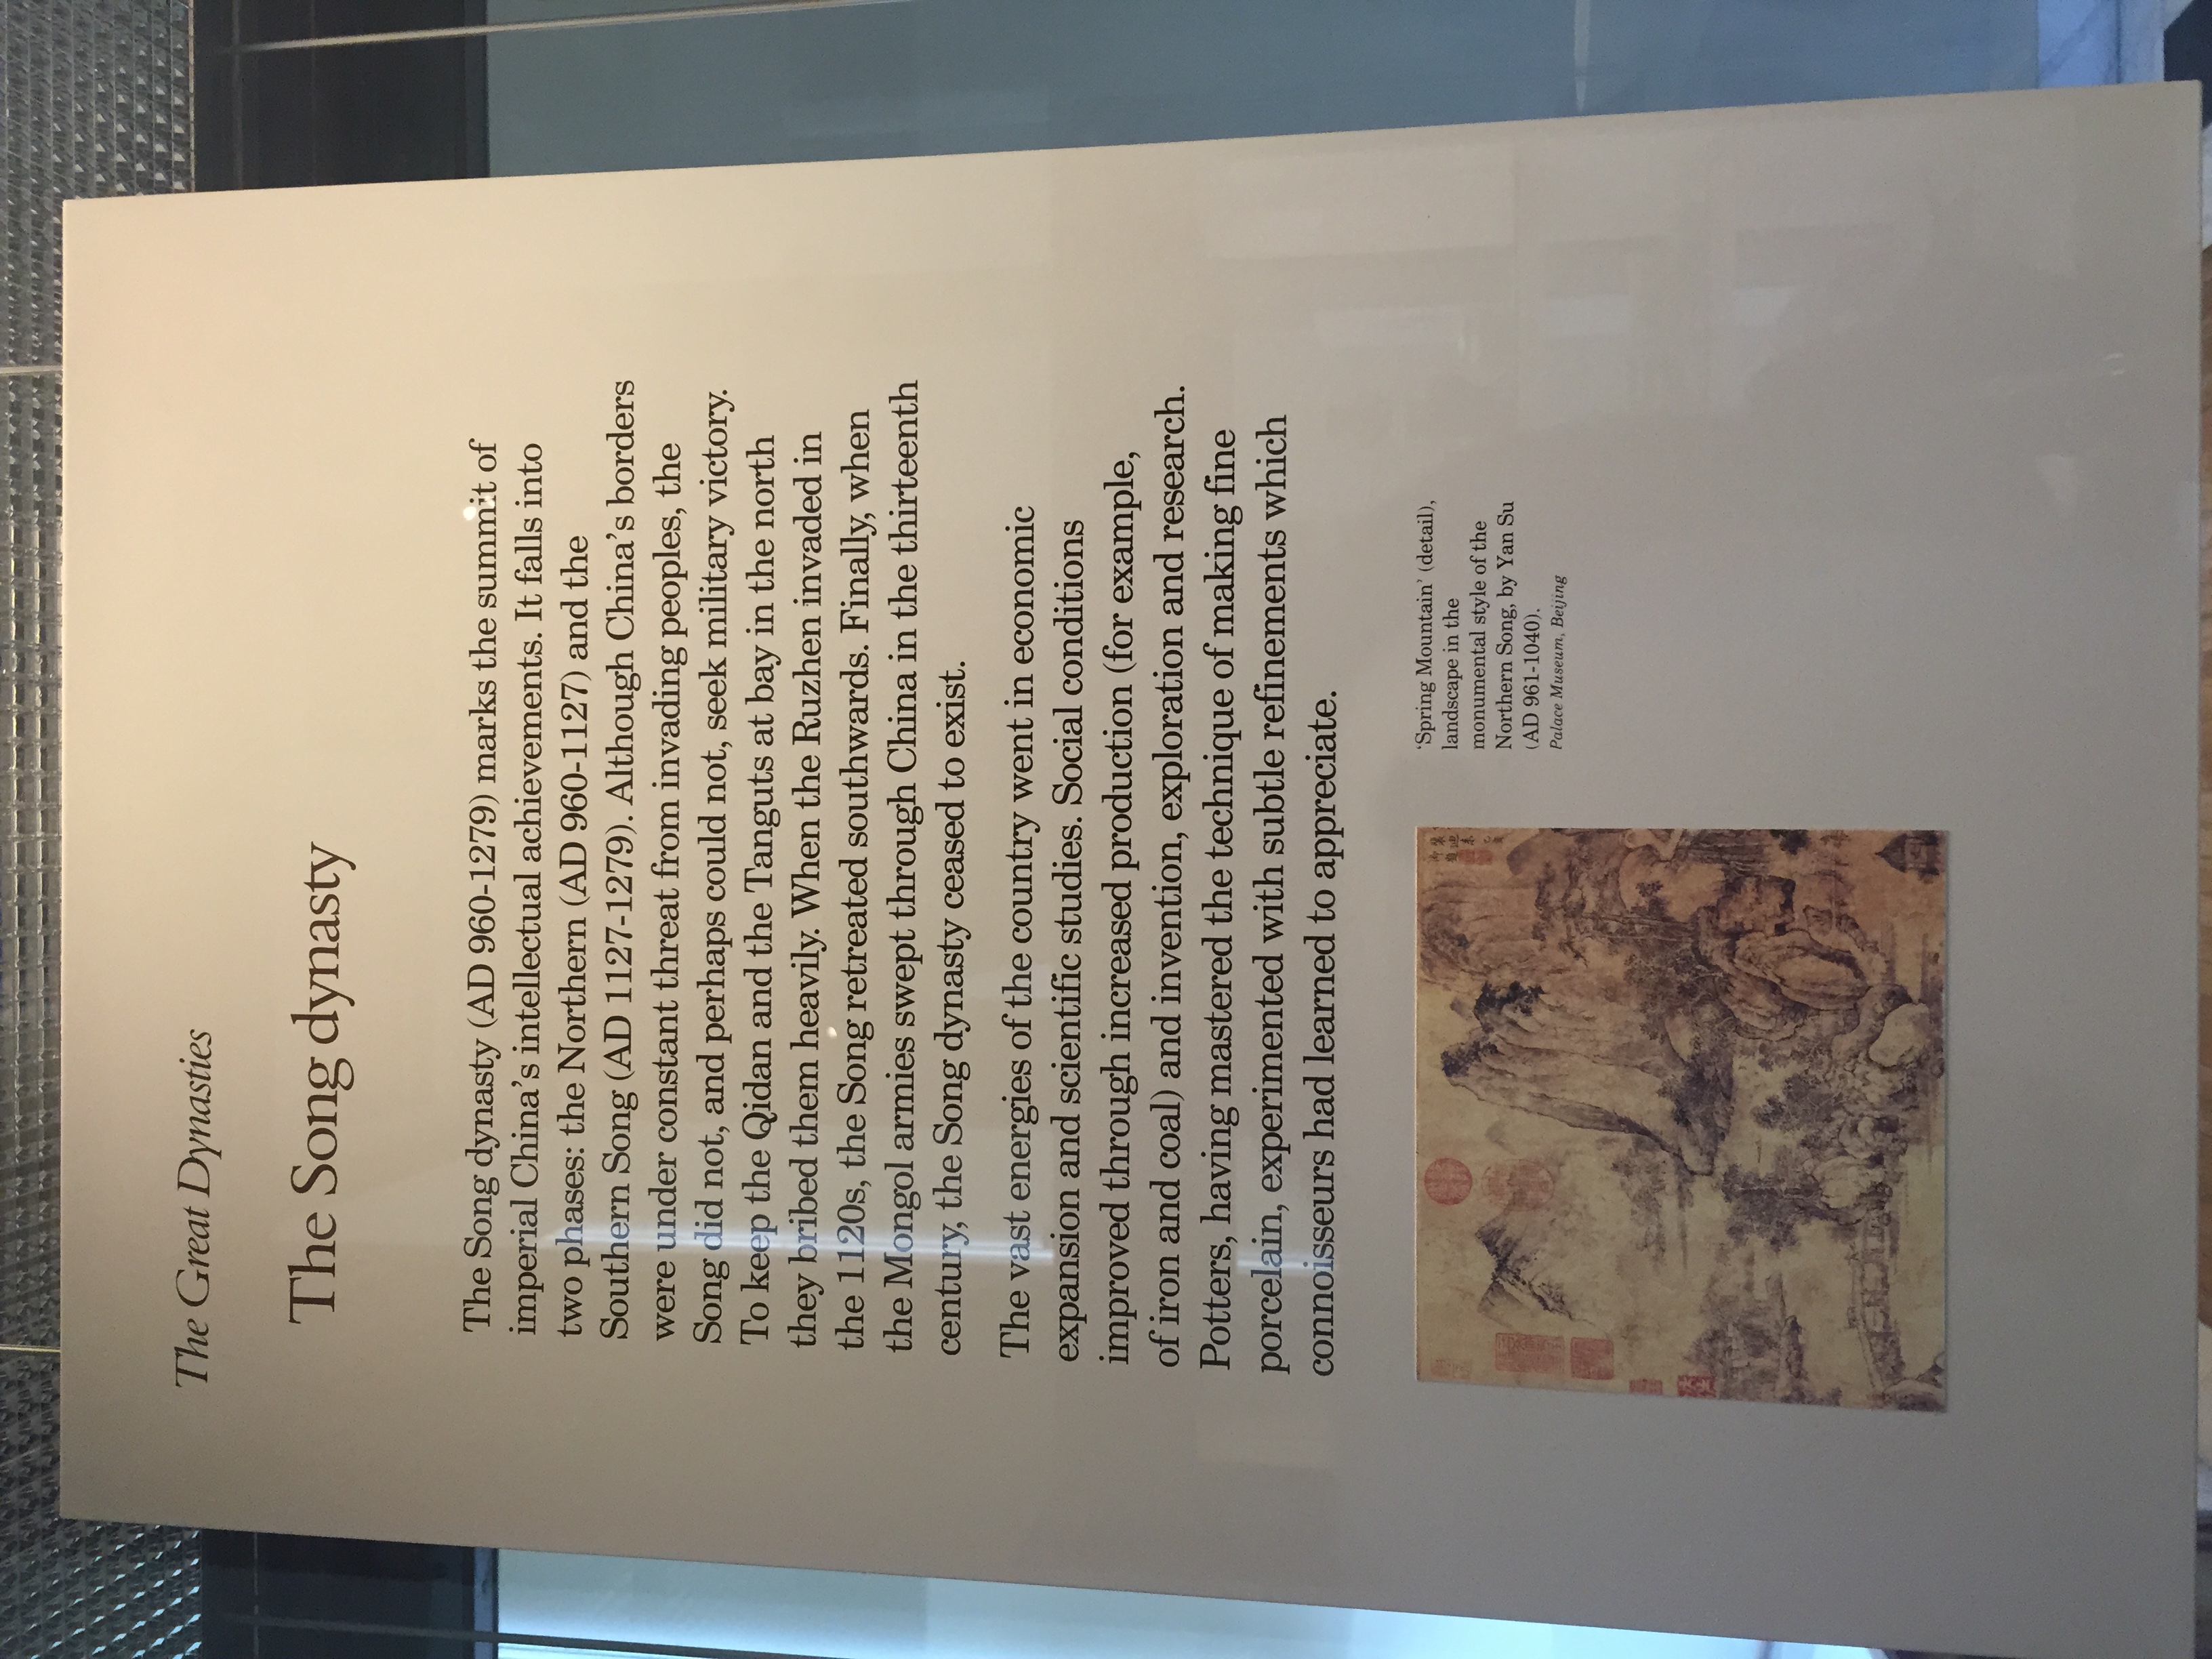 The Great Dynasties
The Song dynasty
The Song dynasty (AD 960-1279) marks the summit of
imperial China's intellectual achievements. It falls into
two phases: the Northern (AD 960-1127) and the
Southern Song (AD 1127-1279). Although China's borders
were under constant threat from invading peoples, the
Song did not, and perhaps could not, seek military victory.
To keep the Qidan and the Tanguts at bay in the north
they bribed them heavily. When the Ruzhen invaded in
the 1120s, the Song retreated southwards. Finally, when
the Mongol armies swept through China in the thirteenth
century, the Song dynasty ceased to exist.
The vast energies of the country went in economic
expansion and scientific studies. Social conditions
improved through increased production (for example,
of iron and coal) and invention, exploration and research.
Potters, having mastered the technique of making fine
porcelain, experimented with subtle refinements which
connoisseurs had learned to appreciate.
'Spring Mountain' (detail),
landscape in the
monumental style of the
Northern Song, by Yan Su
(AD 961-1040).
Palace Museum, Beijing